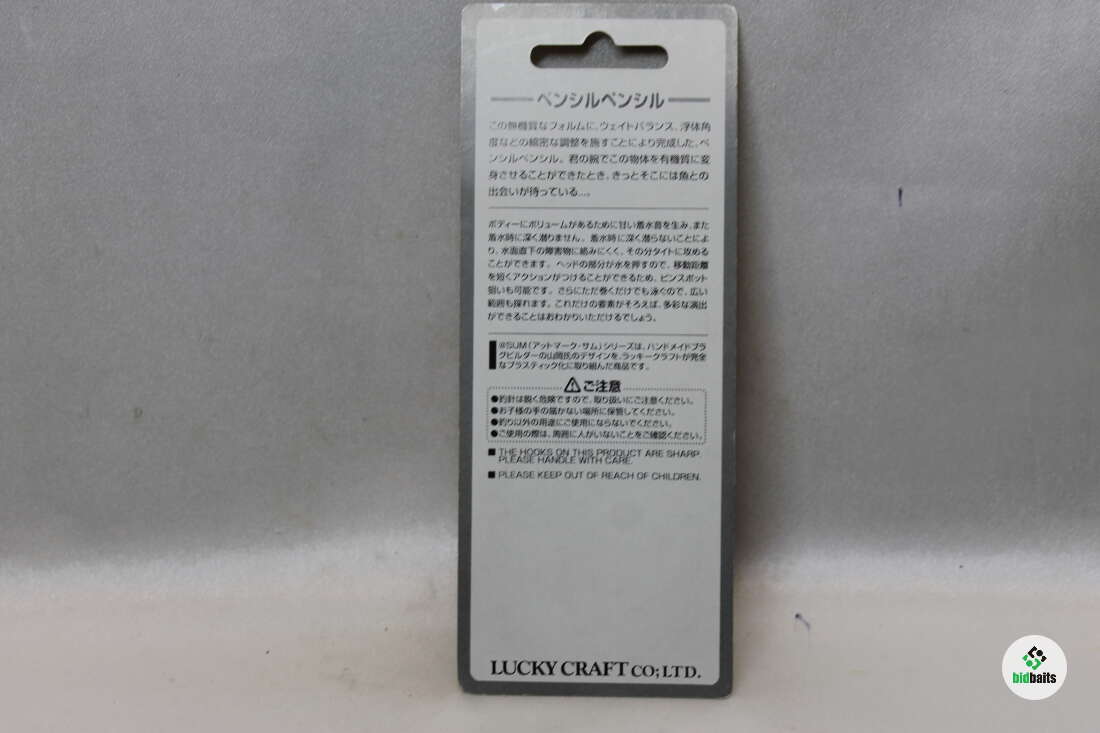 ペンシルペンシル
この無機質なフォルムに、ウェイトバランス、浮体角
度などの緻密な調整を施すことにより完成した、ペ
ンシルペンシル。君の腕でこの物体を有機質に変
身させることができたとき、きっとそこには魚との
出会いが待っている…。
ボディーにボリュームがあるために甘い着水音を生み、また
着水時に深く潜りません。着水時に深く潜らないことによ
り、水面直下の障害物に絡みにくく、その分タイトに攻める
ことができます。ヘッドの部分が水を押すので、移動距離
を短くアクションがつけることができるため、ピンスポット
狙いも可能です。さらにただ巻くだけでも泳ぐので、広い
範囲も探れます。これだけの要素がそろえば、多彩な演出
ができることはおわかりいただけるでしょう。
@SUM(アットマーク・サム)シリーズは、ハンドメイドプラ
グビルダーの山岡氏のデザインを、ラッキークラフトが完全
なプラスティック化に取り組んだ商品です。
ご注意
●釣針は鋭く危険ですので、取り扱いにご注意ください。
●お子様の手の届かない場所に保管してください。
●釣り以外の用途にご使用にならないでください。
●ご使用の際は、周囲に人がいないことをご確認ください。
■ THE HOOKS ON THIS PRODUCT ARE SHARP.
PLEASE HANDLE WITH CARE.
■ PLEASE KEEP OUT OF REACH OF CHILDREN.
LUCKY CRAFT CO;LTD.
bidbaits